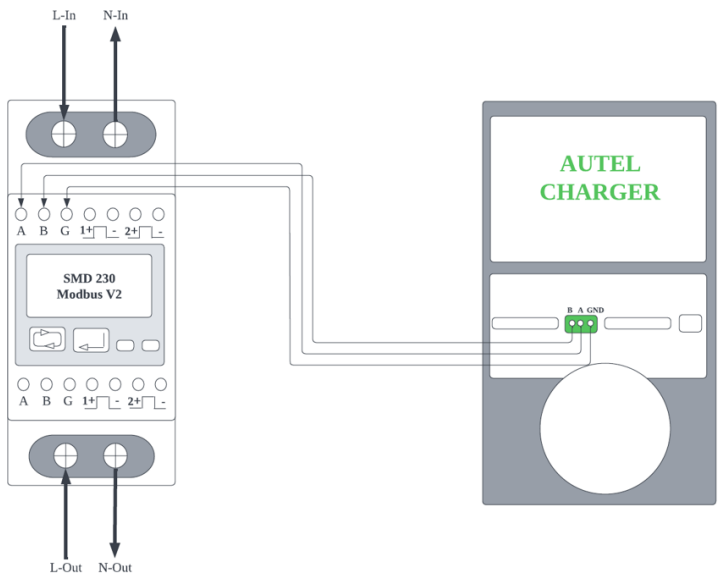 L-In N-In
AUTEL
CHARGER
A B G 1+ - 2+ -
SMD 230
Modbus V2
B A GND
A B G 1+ - 2+ -
L-Out N-Out